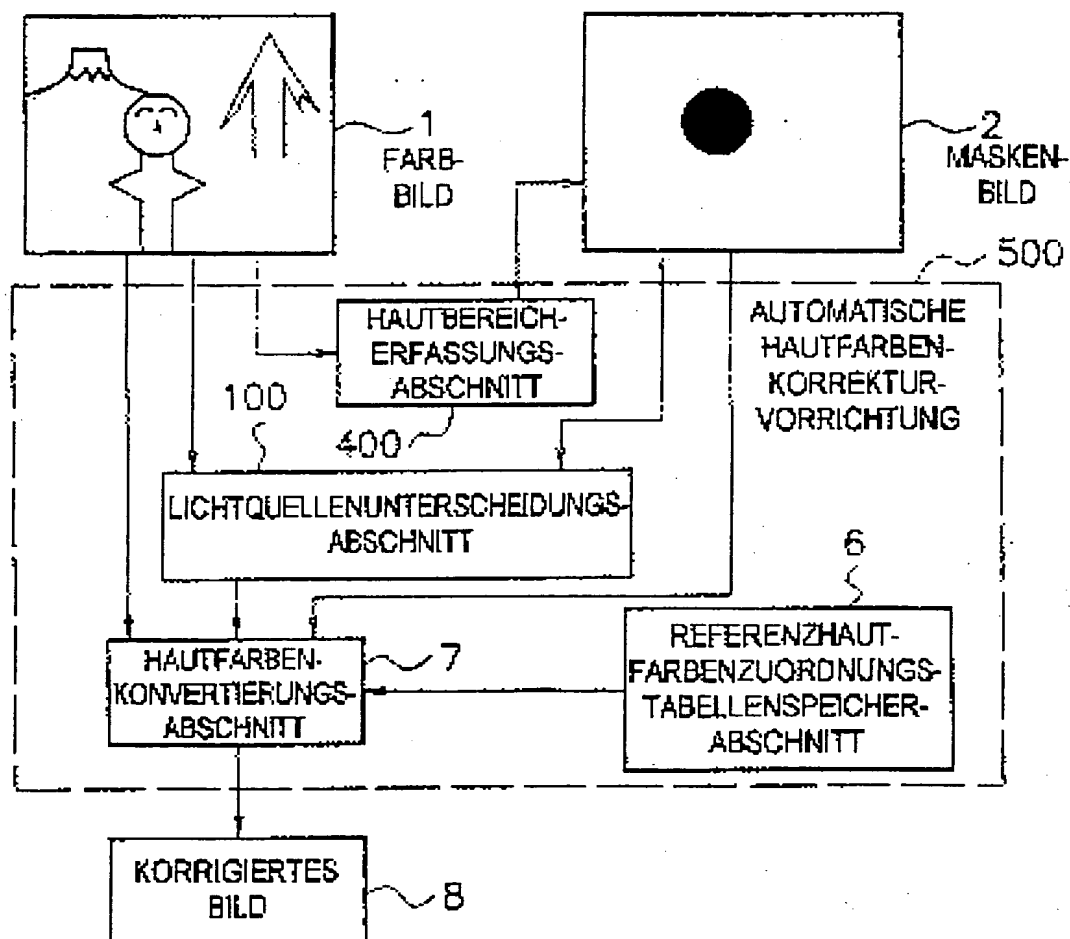 1
FARB-
BILD
2
MASKEN-
BILD
500
HAUTBEREICH-
ERFASSUNGS-
ABSCHNITT
AUTOMATISCHE
HAUTFARBEN-
KORREKTUR-
VORRICHTUNG
100
400
LICHTQUELLENUNTERSCHEIDUNGS-
ABSCHNITT
6
HAUTFARBEN-
KONVERTIERUNGS-
ABSCHNITT
7
REFERENZHAUT-
FARBENZUORDNUNGS-
TABELLENSPEICHER-
ABSCHNITT
KORRIGIERTES
BILD
8